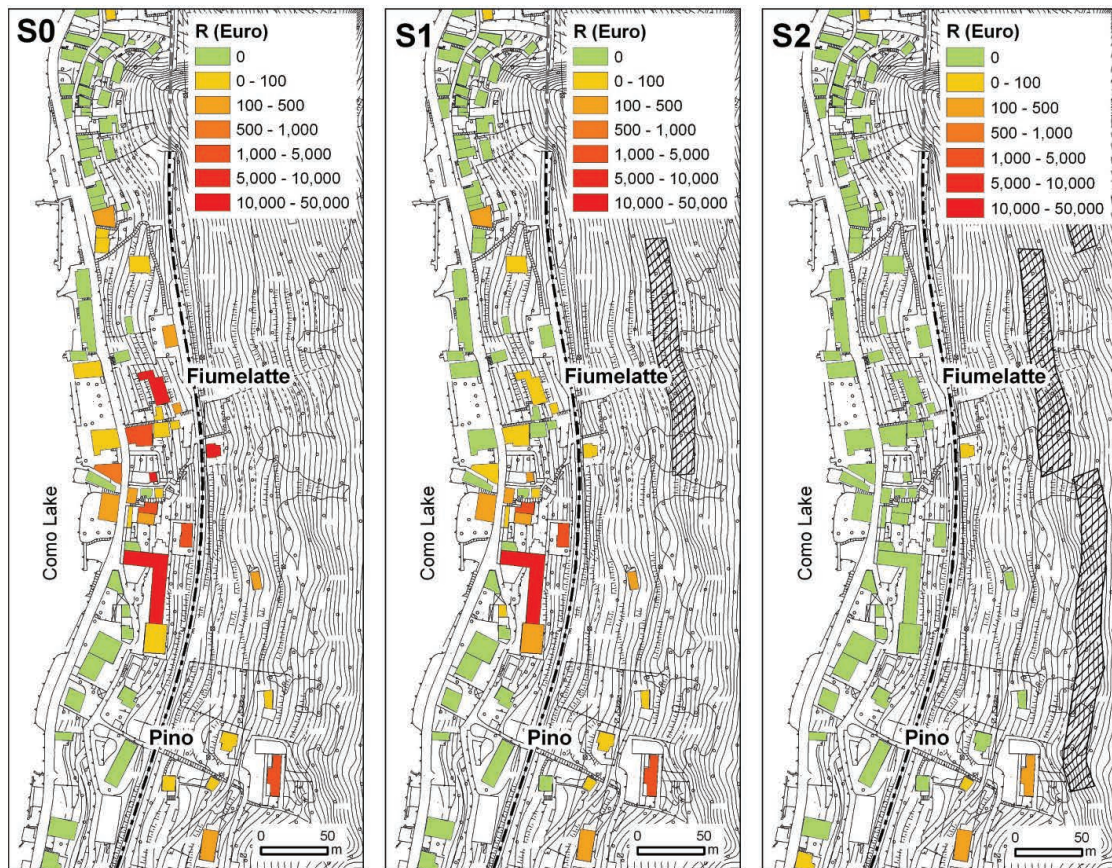 S0
R (Euro)
0
0 - 100
100 - 500
500 - 1,000
1,000 - 5,000
5,000 - 10,000
10,000 - 50,000
Fiumelatte
Como Lake
Pino
0 50
m
S1
R (Euro)
0
0 - 100
100 - 500
500 - 1,000
1,000 - 5,000
5,000 - 10,000
10,000 - 50,000
Fiumelatte
Como Lake
Pino
0 50
m
S2
R (Euro)
0
0 - 100
100 - 500
500 - 1,000
1,000 - 5,000
5,000 - 10,000
10,000 - 50,000
Fiumelatte
Como Lake
Pino
0 50
m